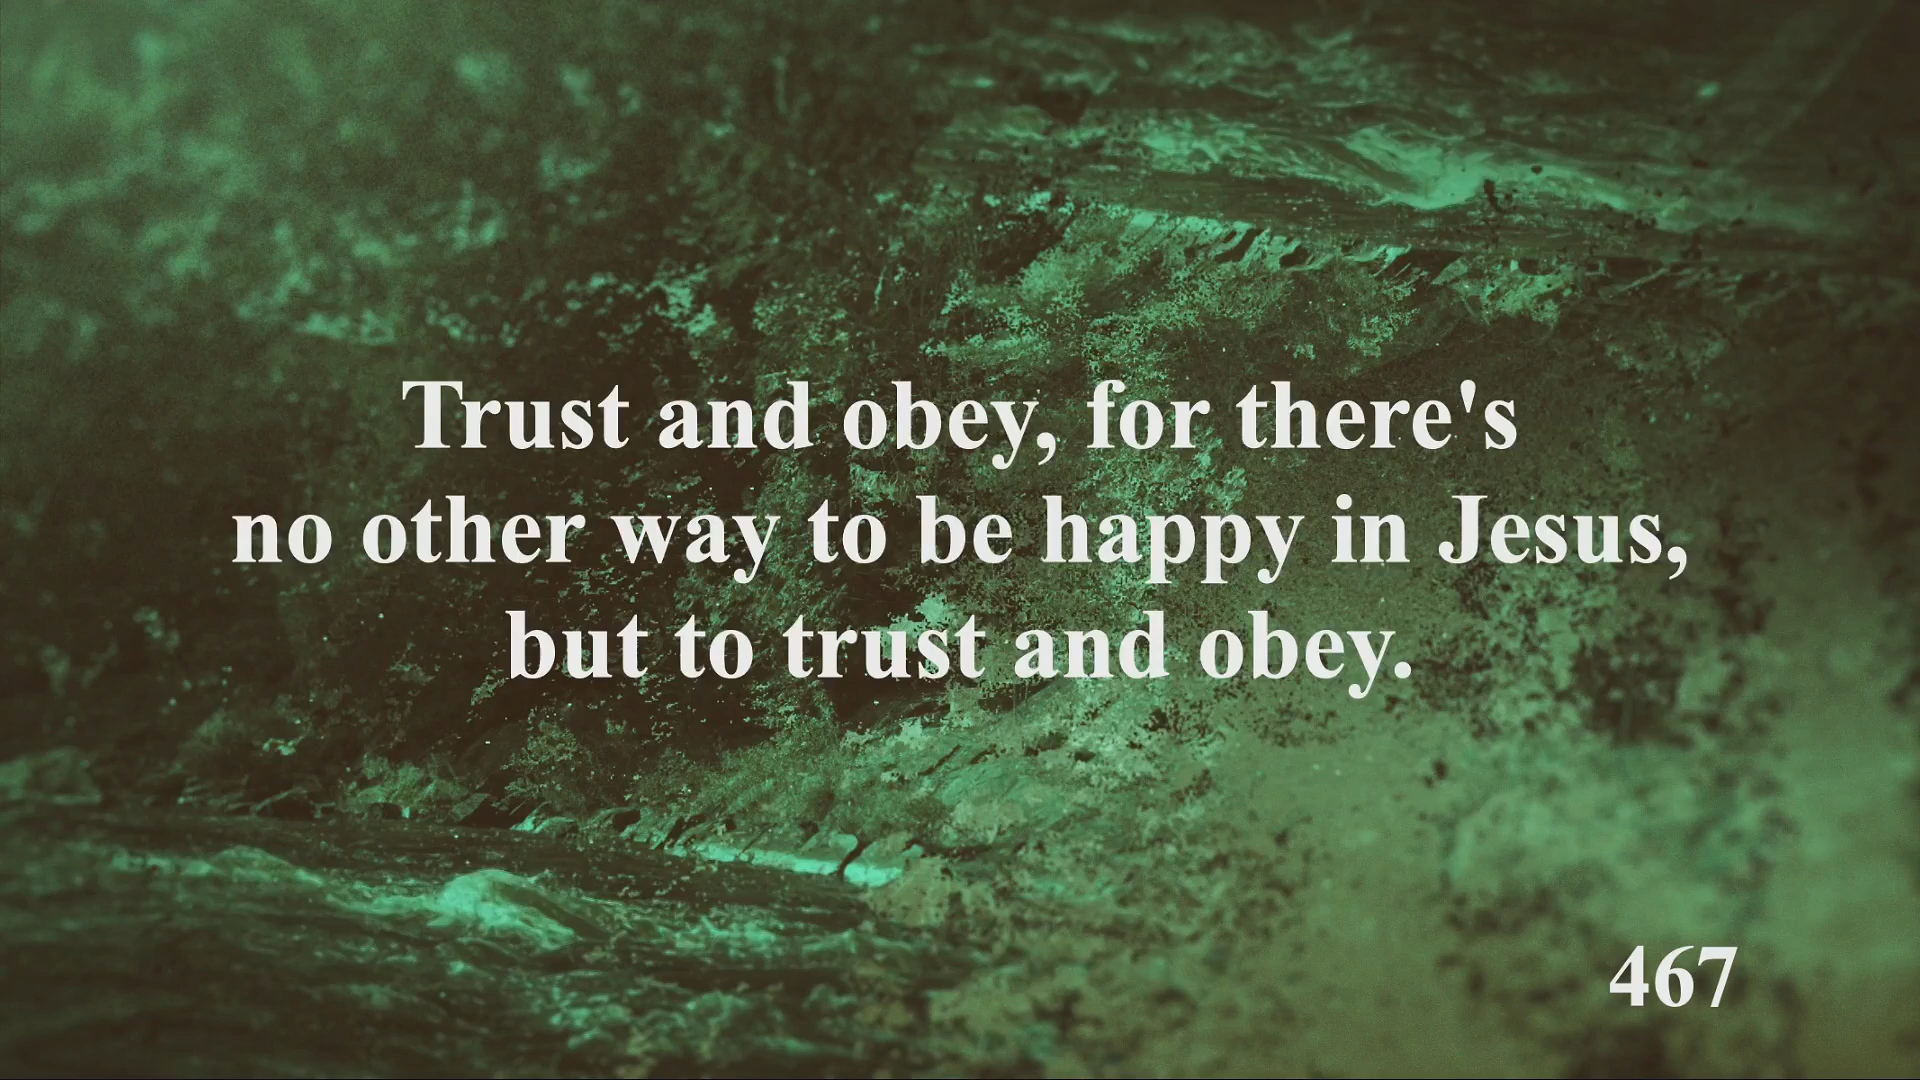 Trust and obey, for there's
no other way to be happy in Jesus,
but to trust and obey.
467